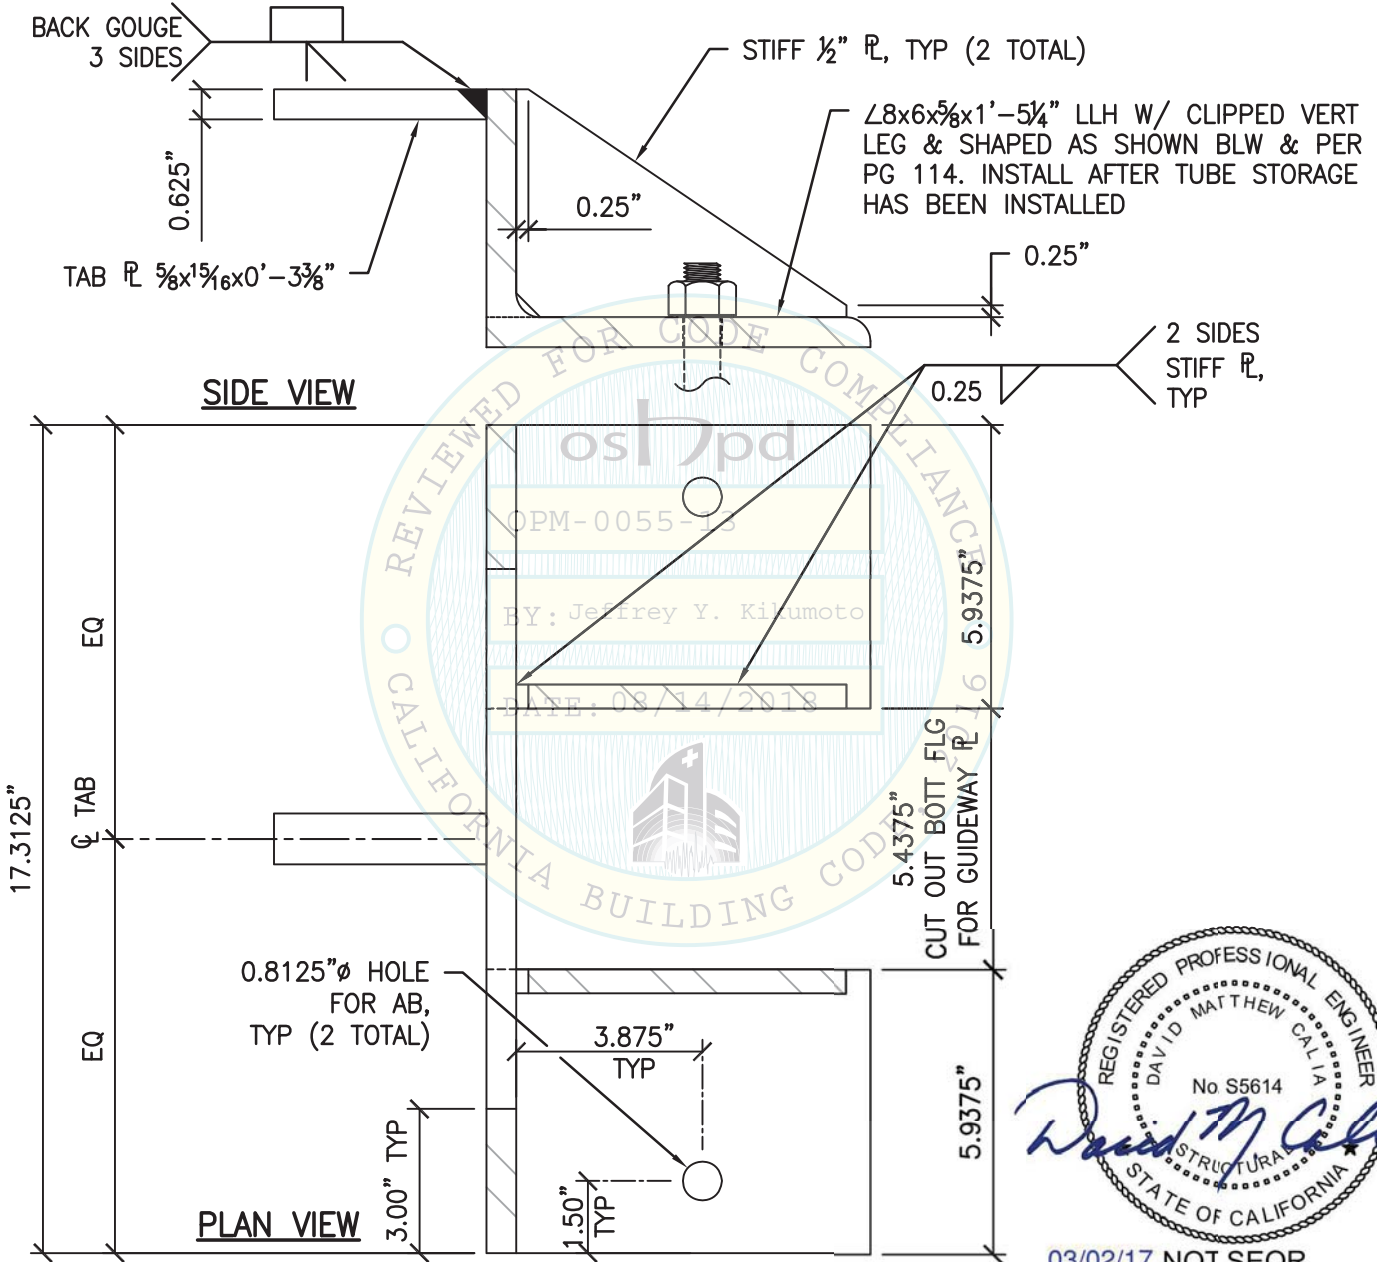 BACK GOUGE
3 SIDES
STIFF ½" ℄, TYP (2 TOTAL)
∠8x6x⅝x1'-5¼" LLH W/ CLIPPED VERT
LEG & SHAPED AS SHOWN BLW & PER
PG 114. INSTALL AFTER TUBE STORAGE
HAS BEEN INSTALLED
0.625"
0.25"
0.25"
TAB PL ⅝x15/16x0'-3⅜"
2 SIDES
STIFF PL,
TYP
0.25
SIDE VIEW
REVIEWED FOR CODE COMPLIANCE
oshpd
OPM-0055-13
BY: Jeffrey Y. Kikumoto
DATE: 08/14/2018
CALIFORNIA BUILDING CODE, 2016
EQ
5.9375"
17.3125"
℄ TAB
5.4375"
CUT OUT BOTT FLG
FOR GUIDEWAY PL
0.8125"ø HOLE
FOR AB,
TYP (2 TOTAL)
3.875"
TYP
EQ
5.9375"
3.00" TYP
1.50"
TYP
PLAN VIEW
REGISTERED PROFESSIONAL ENGINEER
DAVID MATTHEW CALIA
No. S5614
David M. Cal
STRUCTURAL
STATE OF CALIFORNIA
03/02/17 NOT SEOR